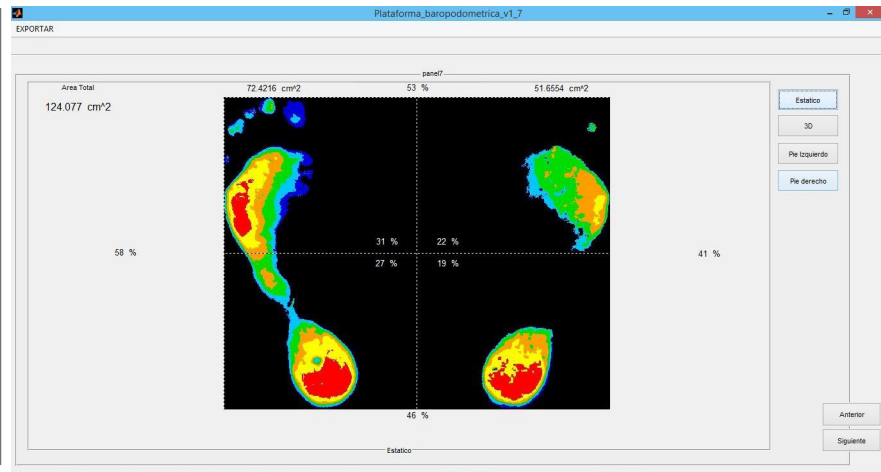 Plataforma_baropodometrica_v1_7
EXPORTAR
panel7
Area Total
72.4216 cm^2
53 %
51.6554 cm^2
124.077 cm^2
Estatico
3D
Pie Izquierdo
Pie derecho
31 %
22 %
58 %
41 %
27 %
19 %
46 %
Anterior
Siguiente
Estatico